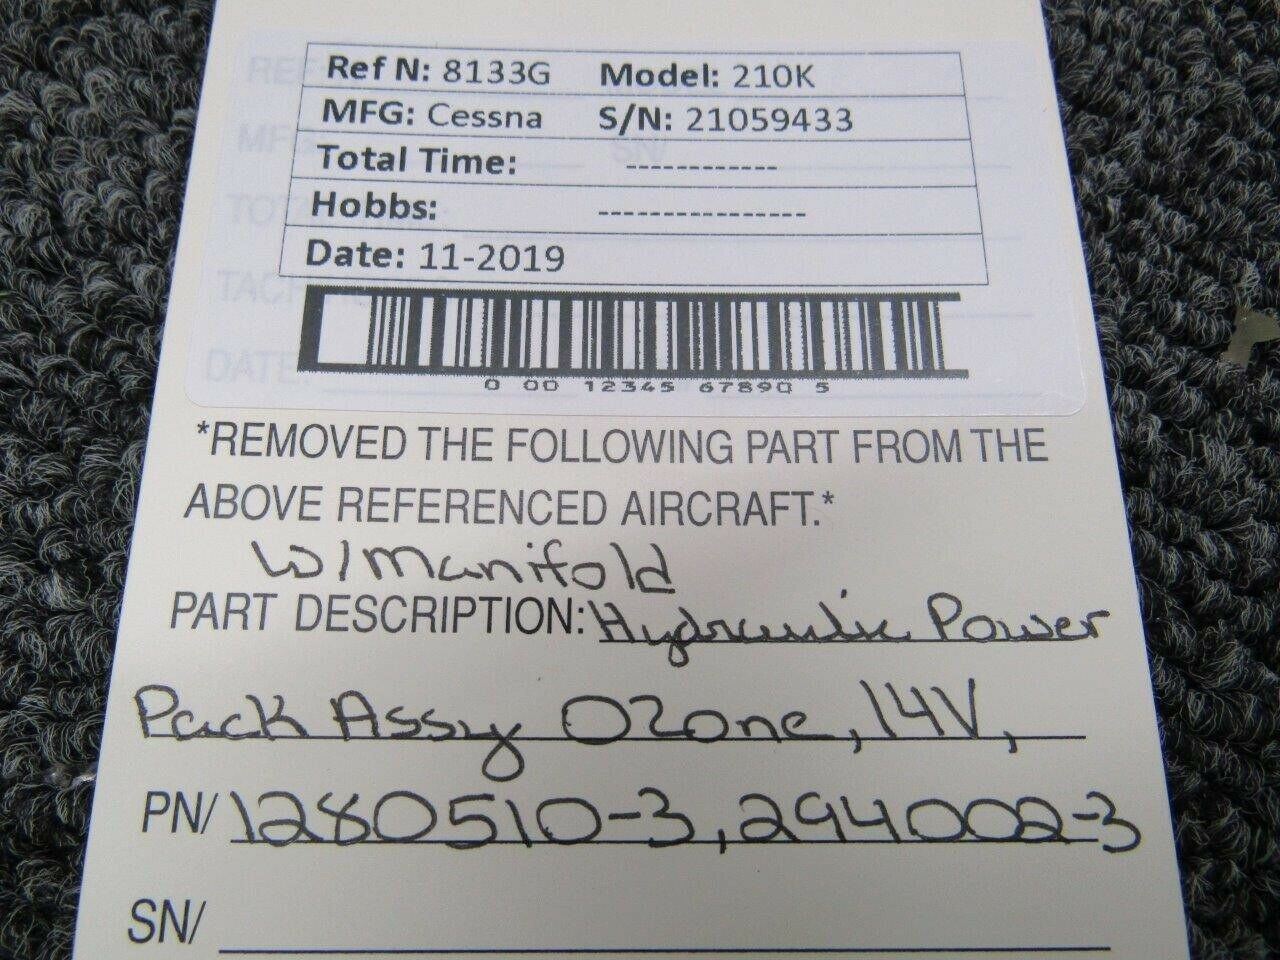 Ref N: 8133G Model: 210K
MFG: Cessna S/N: 21059433
Total Time: ------------
Hobbs: ----------------
Date: 11-2019
0 00 12345 67890 5
*REMOVED THE FOLLOWING PART FROM THE
ABOVE REFERENCED AIRCRAFT.*
W/Manifold
PART DESCRIPTION: Hydraulic Power
Pack Assy Ozone, 14V,
PN/ 1280510-3, 294002-3
SN/